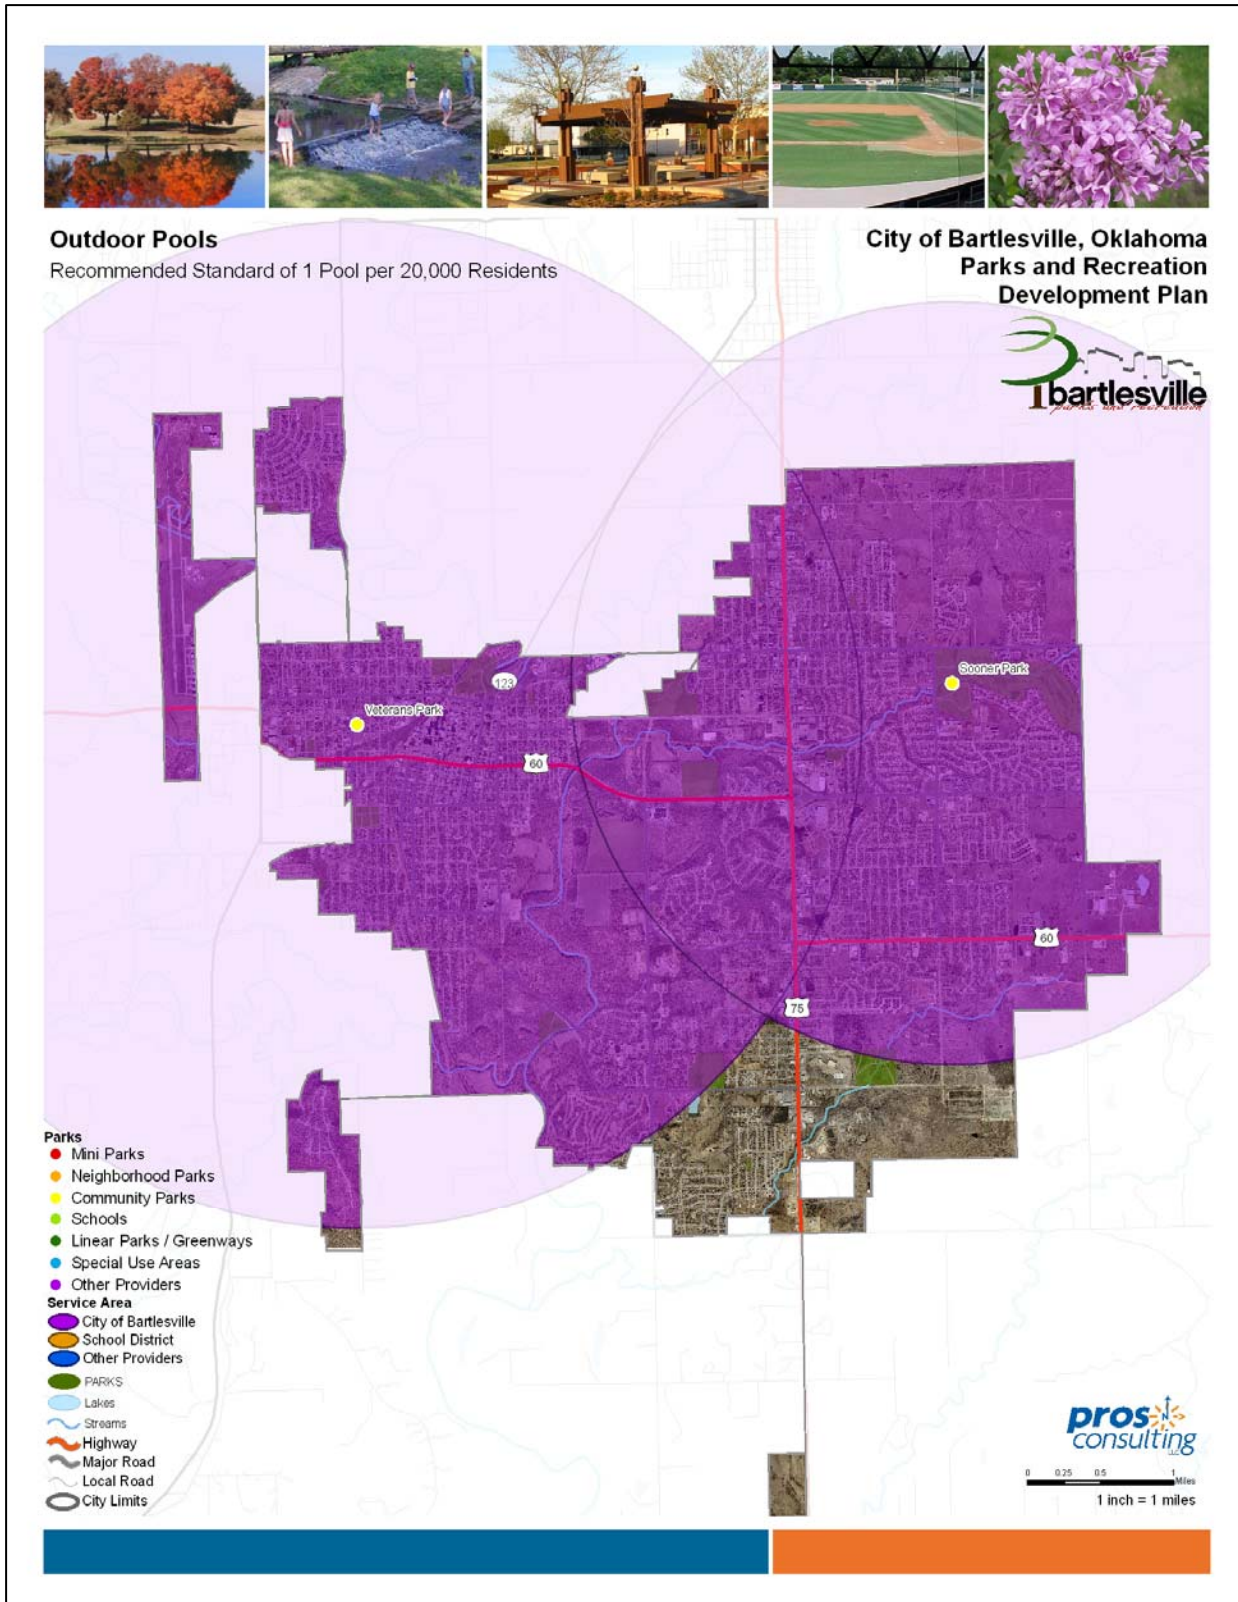 Outdoor Pools
Recommended Standard of 1 Pool per 20,000 Residents
City of Bartlesville, Oklahoma
Parks and Recreation
Development Plan
bartlesville
parks and recreation
Sooner Park
123
Veterans Park
60
60
75
Parks
Mini Parks
Neighborhood Parks
Community Parks
Schools
Linear Parks / Greenways
Special Use Areas
Other Providers
Service Area
City of Bartlesville
School District
Other Providers
PARKS
Lakes
Streams
Highway
Major Road
Local Road
City Limits
N
pros
consulting
LLC
0 0.25 0.5 1
Miles
1 inch = 1 miles